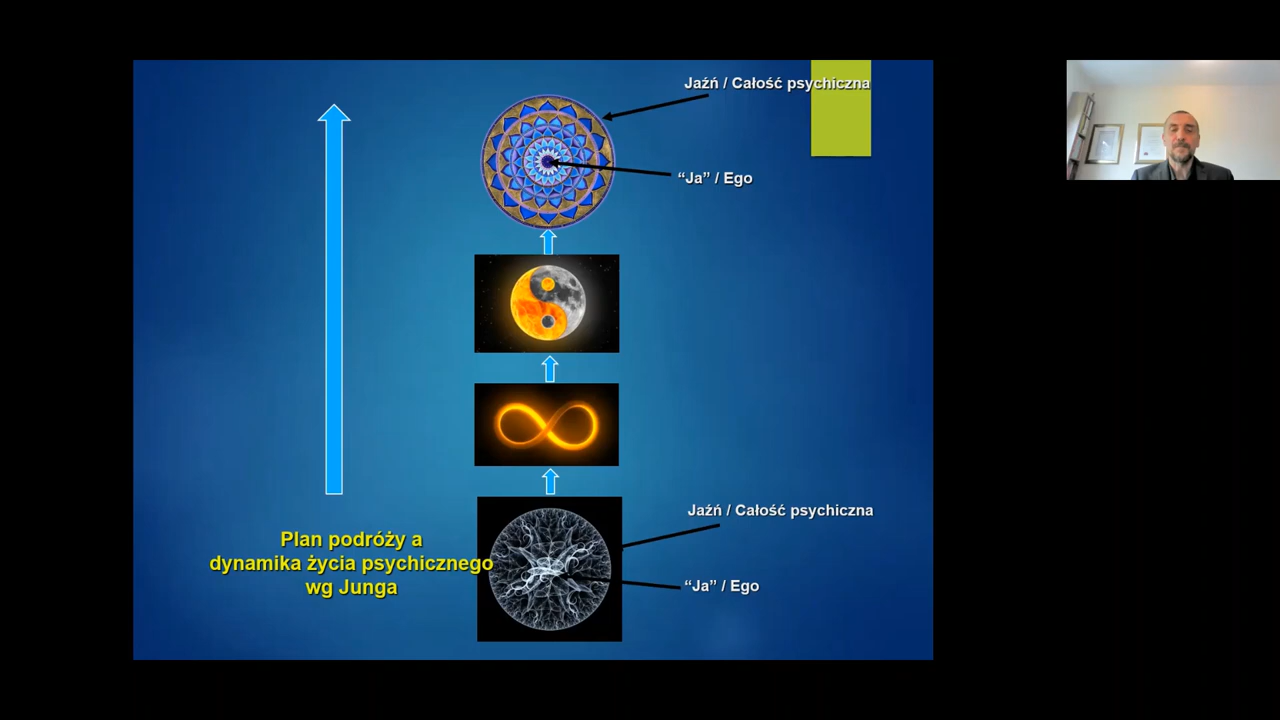 Jaźń / Całość psychiczna
“Ja” / Ego
Jaźń / Całość psychiczna
“Ja” / Ego
Plan podróży a
dynamika życia psychicznego
wg Junga